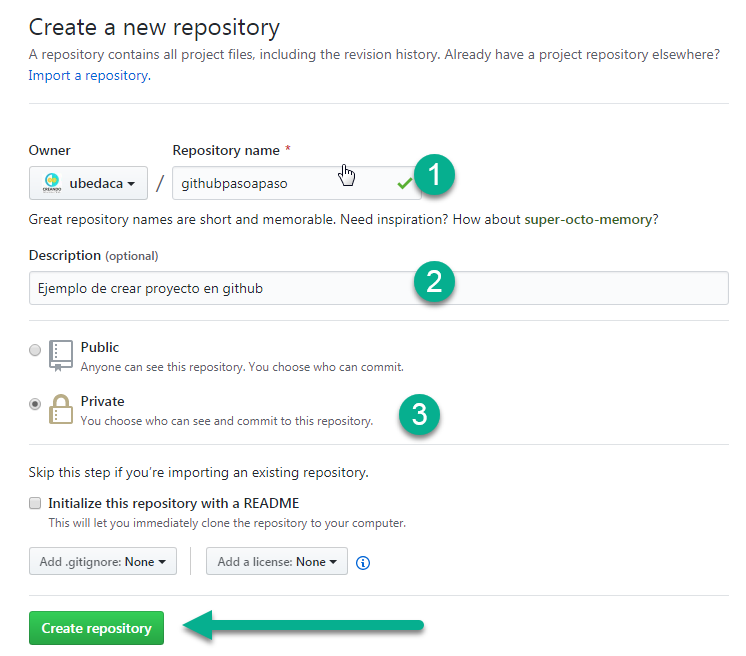 Create a new repository
A repository contains all project files, including the revision history. Already have a project repository elsewhere?
Import a repository.
Owner
Repository name *
CREANDO
ubedaca
/
githubpasoapaso
1
Great repository names are short and memorable. Need inspiration? How about super-octo-memory?
Description (optional)
Ejemplo de crear proyecto en github
2
Public
Anyone can see this repository. You choose who can commit.
Private
You choose who can see and commit to this repository.
3
Skip this step if you’re importing an existing repository.
Initialize this repository with a README
This will let you immediately clone the repository to your computer.
Add .gitignore: None
Add a license: None
Create repository